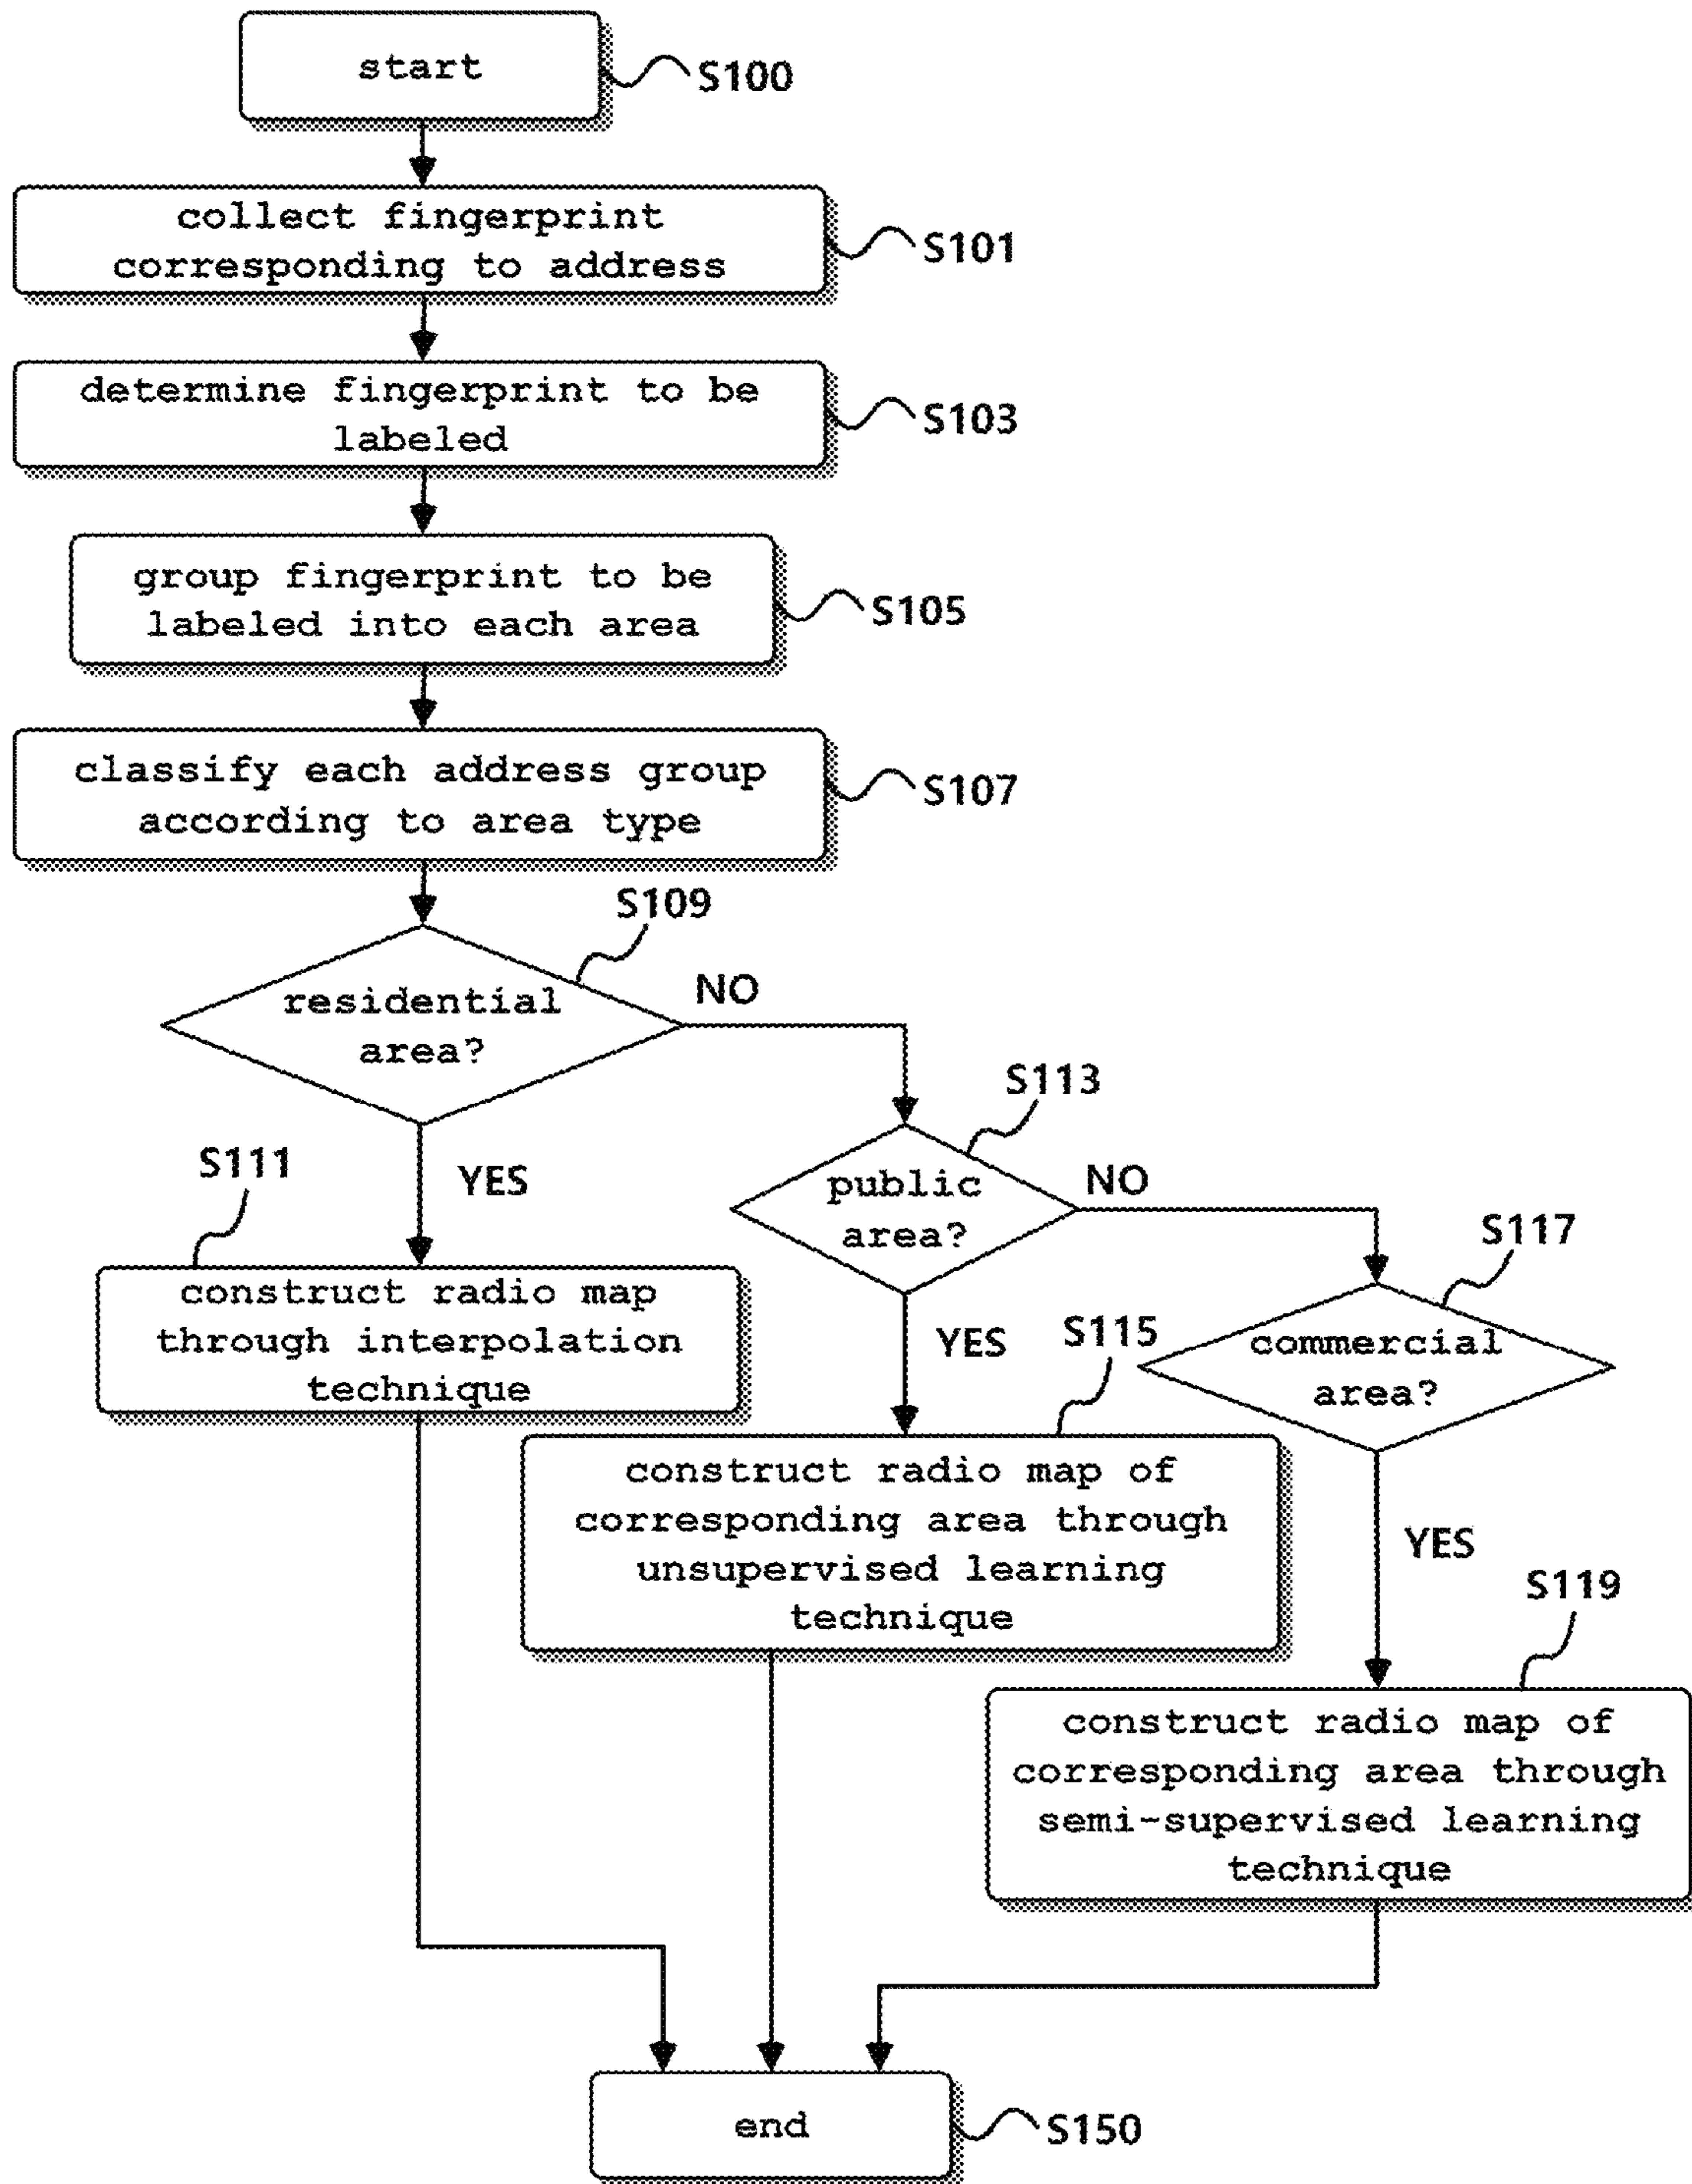 start
S100
collect fingerprint
corresponding to address
S101
determine fingerprint to be
labeled
S103
group fingerprint to be
labeled into each area
S105
classify each address group
according to area type
S107
S109
residential
area?
NO
YES
S111
construct radio map
through interpolation
technique
S113
public
area?
NO
YES
S115
construct radio map of
corresponding area through
unsupervised learning
technique
S117
commercial
area?
YES
S119
construct radio map of
corresponding area through
semi-supervised learning
technique
end
S150